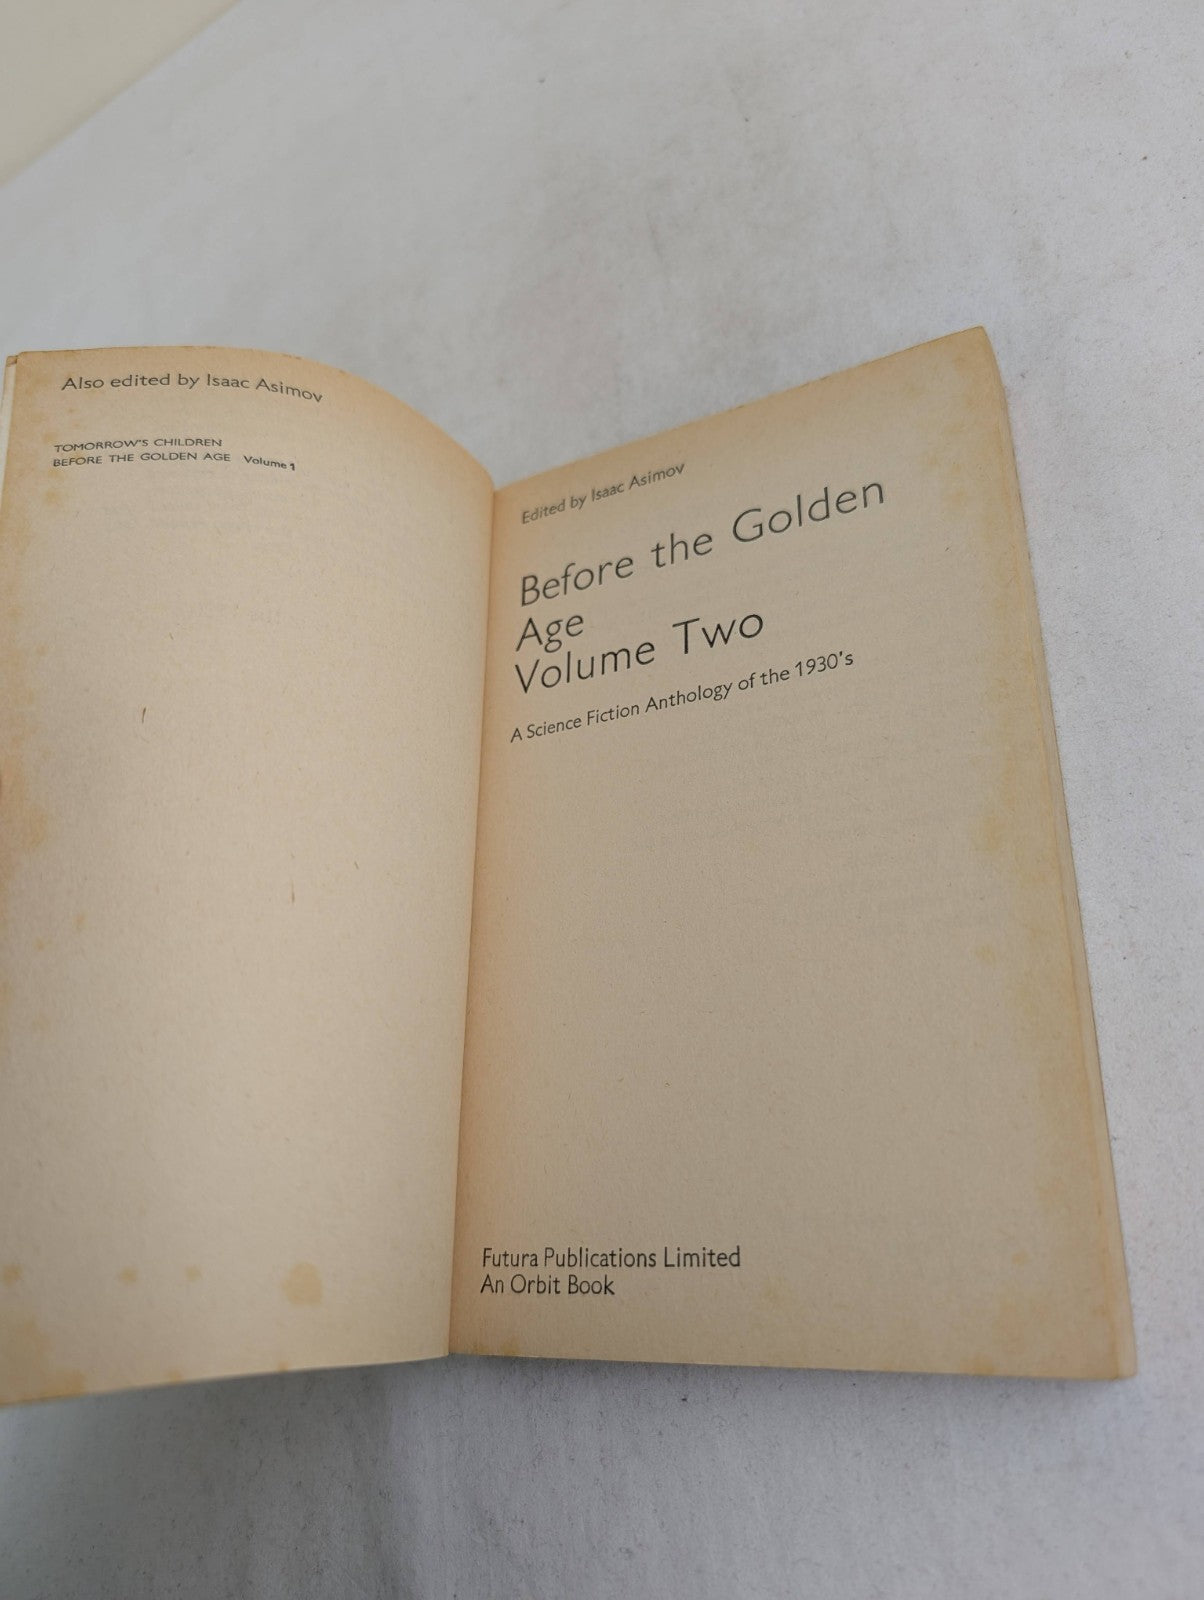 Also edited by Isaac Asimov
TOMORROW'S CHILDREN
BEFORE THE GOLDEN AGE Volume 1
Edited by Isaac Asimov
Before the Golden
Age
Volume Two
A Science Fiction Anthology of the 1930's
Futura Publications Limited
An Orbit Book